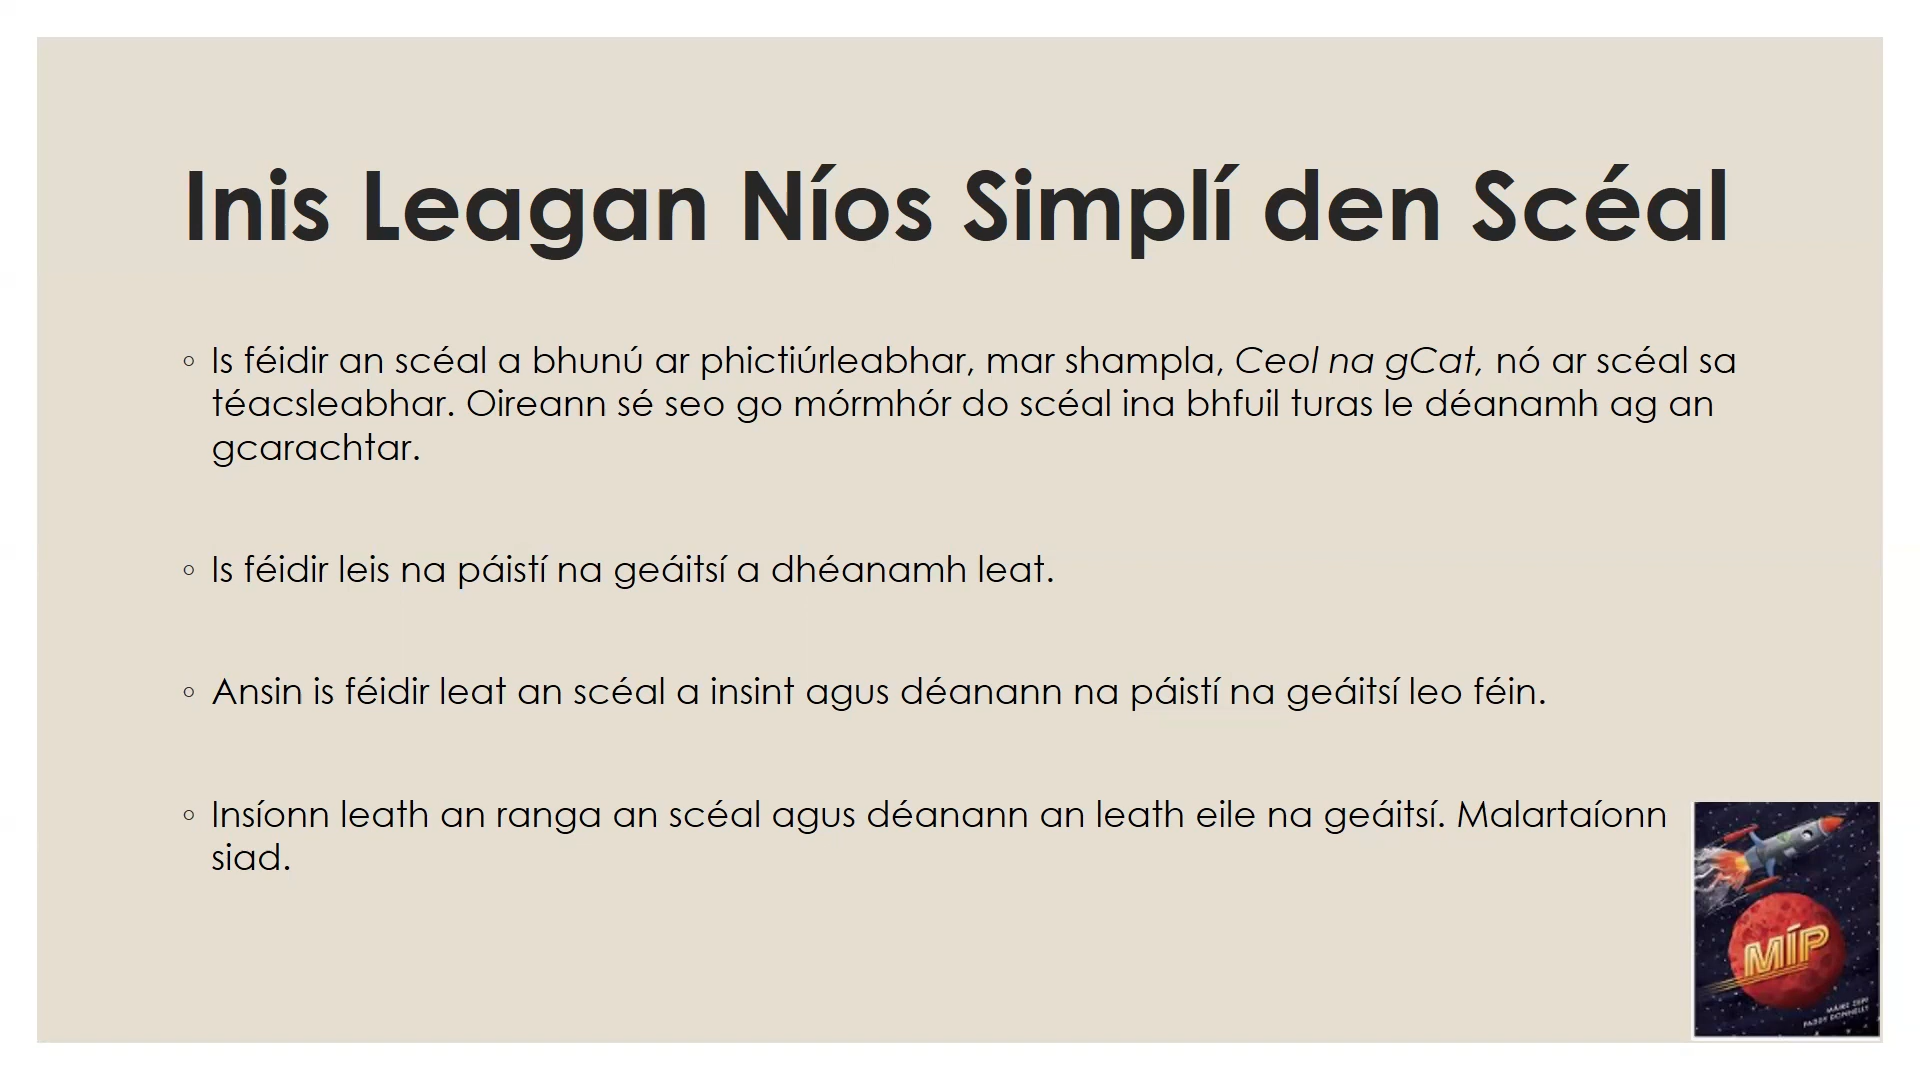 Inis Leagan Níos Simplí den Scéal
◦ Is féidir an scéal a bhunú ar phictiúrleabhar, mar shampla, Ceol na gCat, nó ar scéal sa
téacsleabhar. Oireann sé seo go mórmhór do scéal ina bhfuil turas le déanamh ag an
gcarachtar.
◦ Is féidir leis na páistí na geáitsí a dhéanamh leat.
◦ Ansin is féidir leat an scéal a insint agus déanann na páistí na geáitsí leo féin.
◦ Insíonn leath an ranga an scéal agus déanann an leath eile na geáitsí. Malartaíonn
siad.
MÍP
MÁIRE ZEPF
PADDY DONNELLY